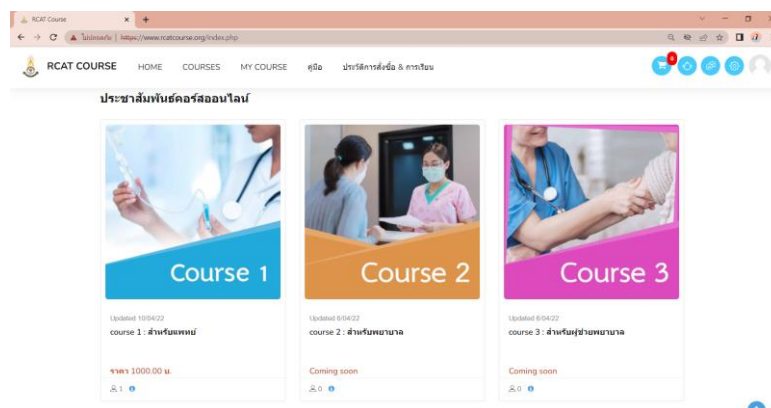 RCAT Course
ไม่ปลอดภัย | https://www.rcatcourse.org/index.php
RCAT COURSE HOME COURSES MY COURSE คู่มือ ประวัติการสั่งซื้อ & การเรียน
ประชาสัมพันธ์คอร์สออนไลน์
Course 1 Course 2 Course 3
Updated 10/04/22 Updated 6/04/22 Updated 6/04/22
course 1 : สำหรับแพทย์ course 2 : สำหรับพยาบาล course 3 : สำหรับผู้ช่วยพยาบาล
ราคา 1000.00 บ. Coming soon Coming soon
1 0 0